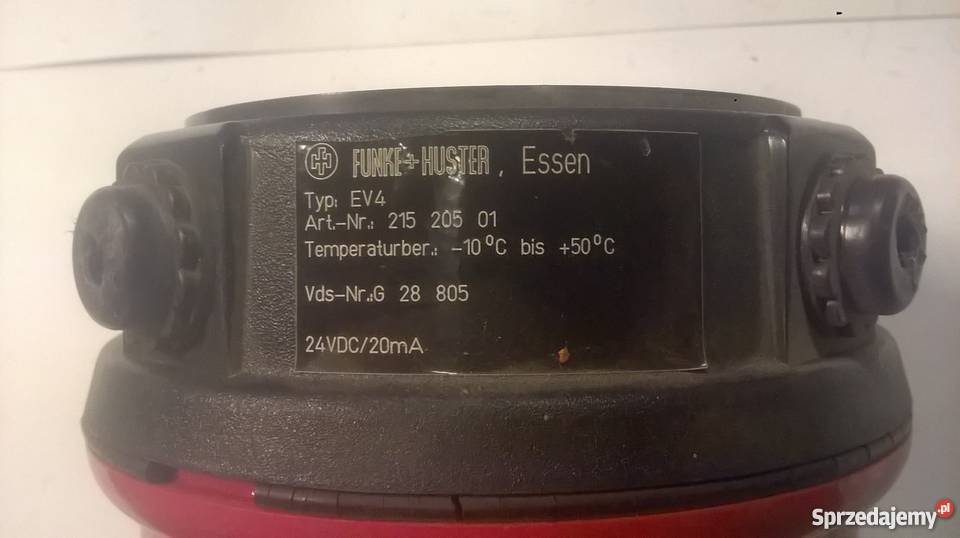 FUNKE+HUSTER, Essen
Typ: EV4
Art.-Nr.: 215 205 01
Temperaturber.: -10°C bis +50°C
Vds-Nr.:G 28 805
24VDC/20mA
Sprzedajemy.pl